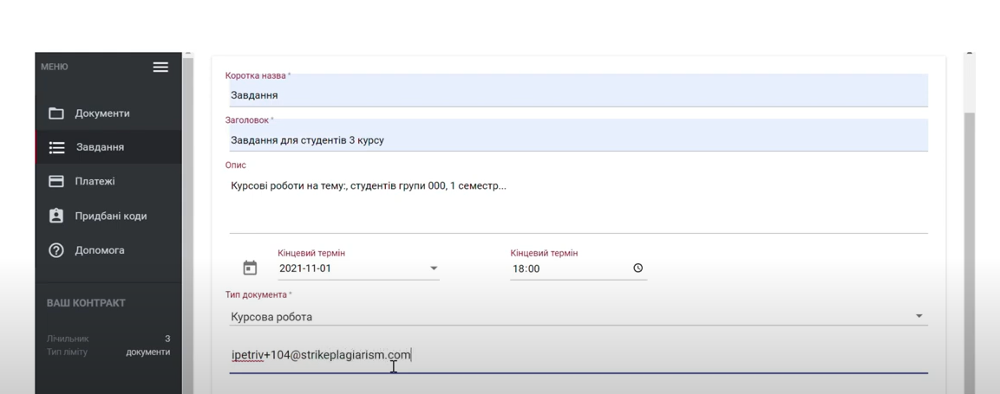 МЕНЮ
Документи
Завдання
Платежі
Придбані коди
Допомога
ВАШ КОНТРАКТ
Лічильник 3
Тип ліміту документи
Коротка назва *
Завдання
Заголовок *
Завдання для студентів 3 курсу
Опис
Курсові роботи на тему:, студентів групи 000, 1 семестр...
Кінцевий термін Кінцевий термін
2021-11-01 18:00
Тип документа *
Курсова робота
ipetriv+104@strikeplagiarism.com